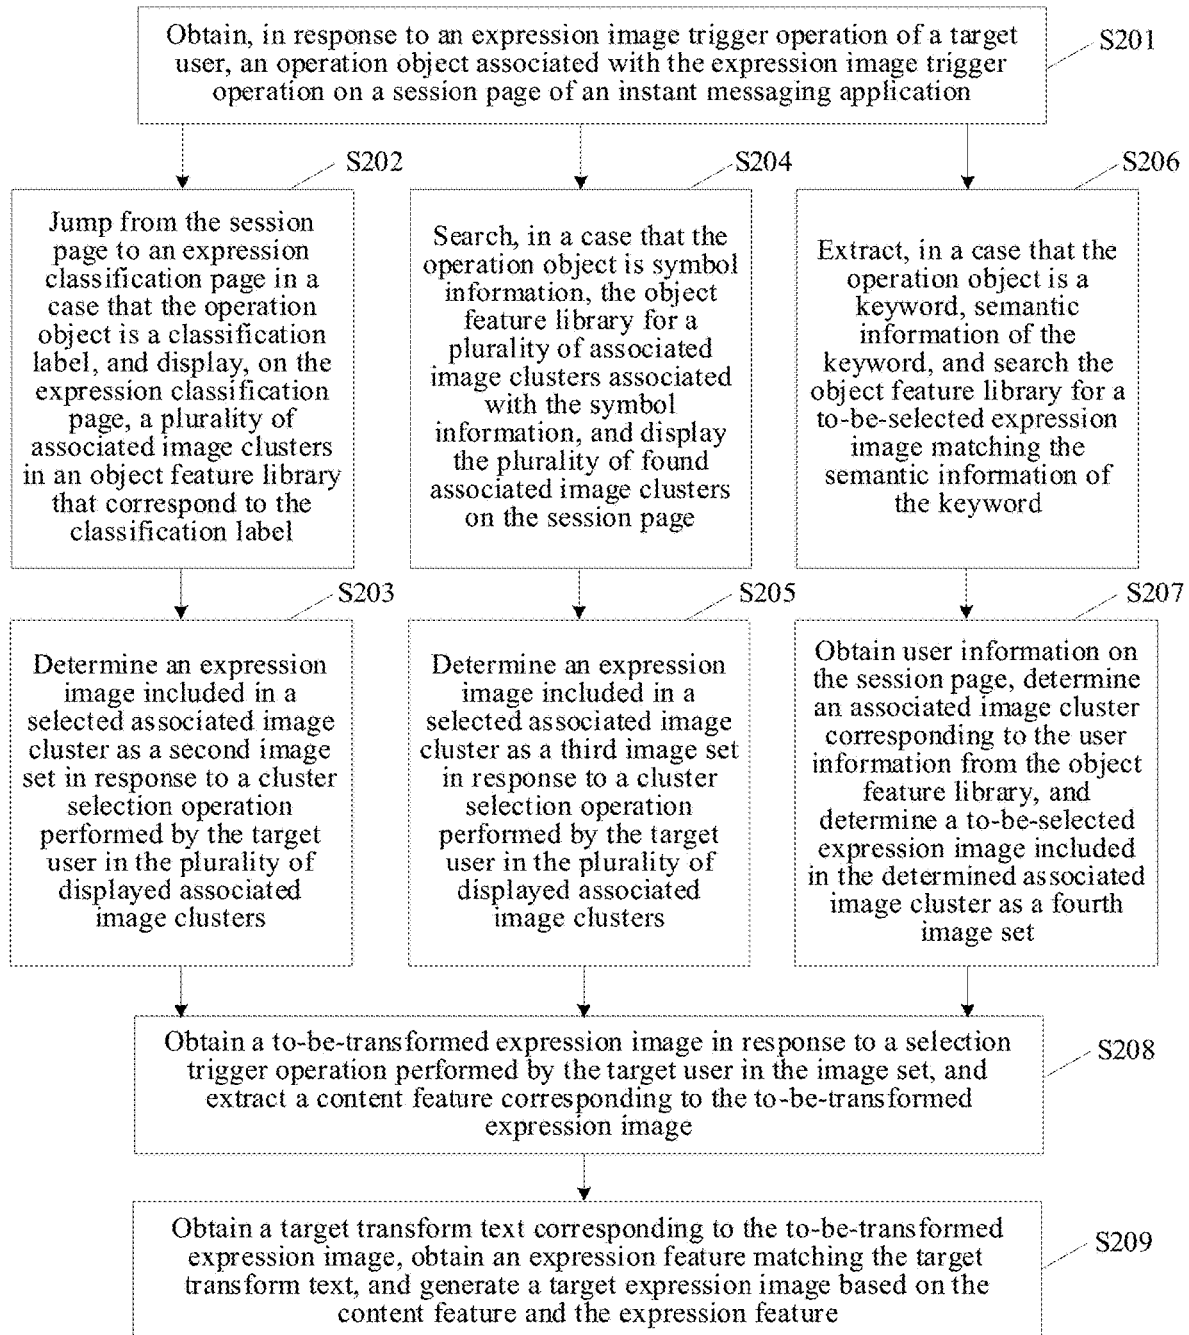 Obtain, in response to an expression image trigger operation of a target
user, an operation object associated with the expression image trigger
operation on a session page of an instant messaging application
S201
S202
Jump from the session
page to an expression
classification page in a
case that the operation
object is a classification
label, and display, on the
expression classification
page, a plurality of
associated image clusters
in an object feature library
that correspond to the
classification label
S204
Search, in a case that the
operation object is symbol
information, the object
feature library for a
plurality of associated
image clusters associated
with the symbol
information, and display
the plurality of found
associated image clusters
on the session page
S206
Extract, in a case that the
operation object is a
keyword, semantic
information of the
keyword, and search the
object feature library for a
to-be-selected expression
image matching the
semantic information of
the keyword
S203
Determine an expression
image included in a
selected associated image
cluster as a second image
set in response to a cluster
selection operation
performed by the target
user in the plurality of
displayed associated
image clusters
S205
Determine an expression
image included in a
selected associated image
cluster as a third image set
in response to a cluster
selection operation
performed by the target
user in the plurality of
displayed associated
image clusters
S207
Obtain user information on
the session page, determine
an associated image cluster
corresponding to the user
information from the object
feature library, and
determine a to-be-selected
expression image included
in the determined associated
image cluster as a fourth
image set
Obtain a to-be-transformed expression image in response to a selection
trigger operation performed by the target user in the image set, and
extract a content feature corresponding to the to-be-transformed
expression image
S208
Obtain a target transform text corresponding to the to-be-transformed
expression image, obtain an expression feature matching the target
transform text, and generate a target expression image based on the
content feature and the expression feature
S209